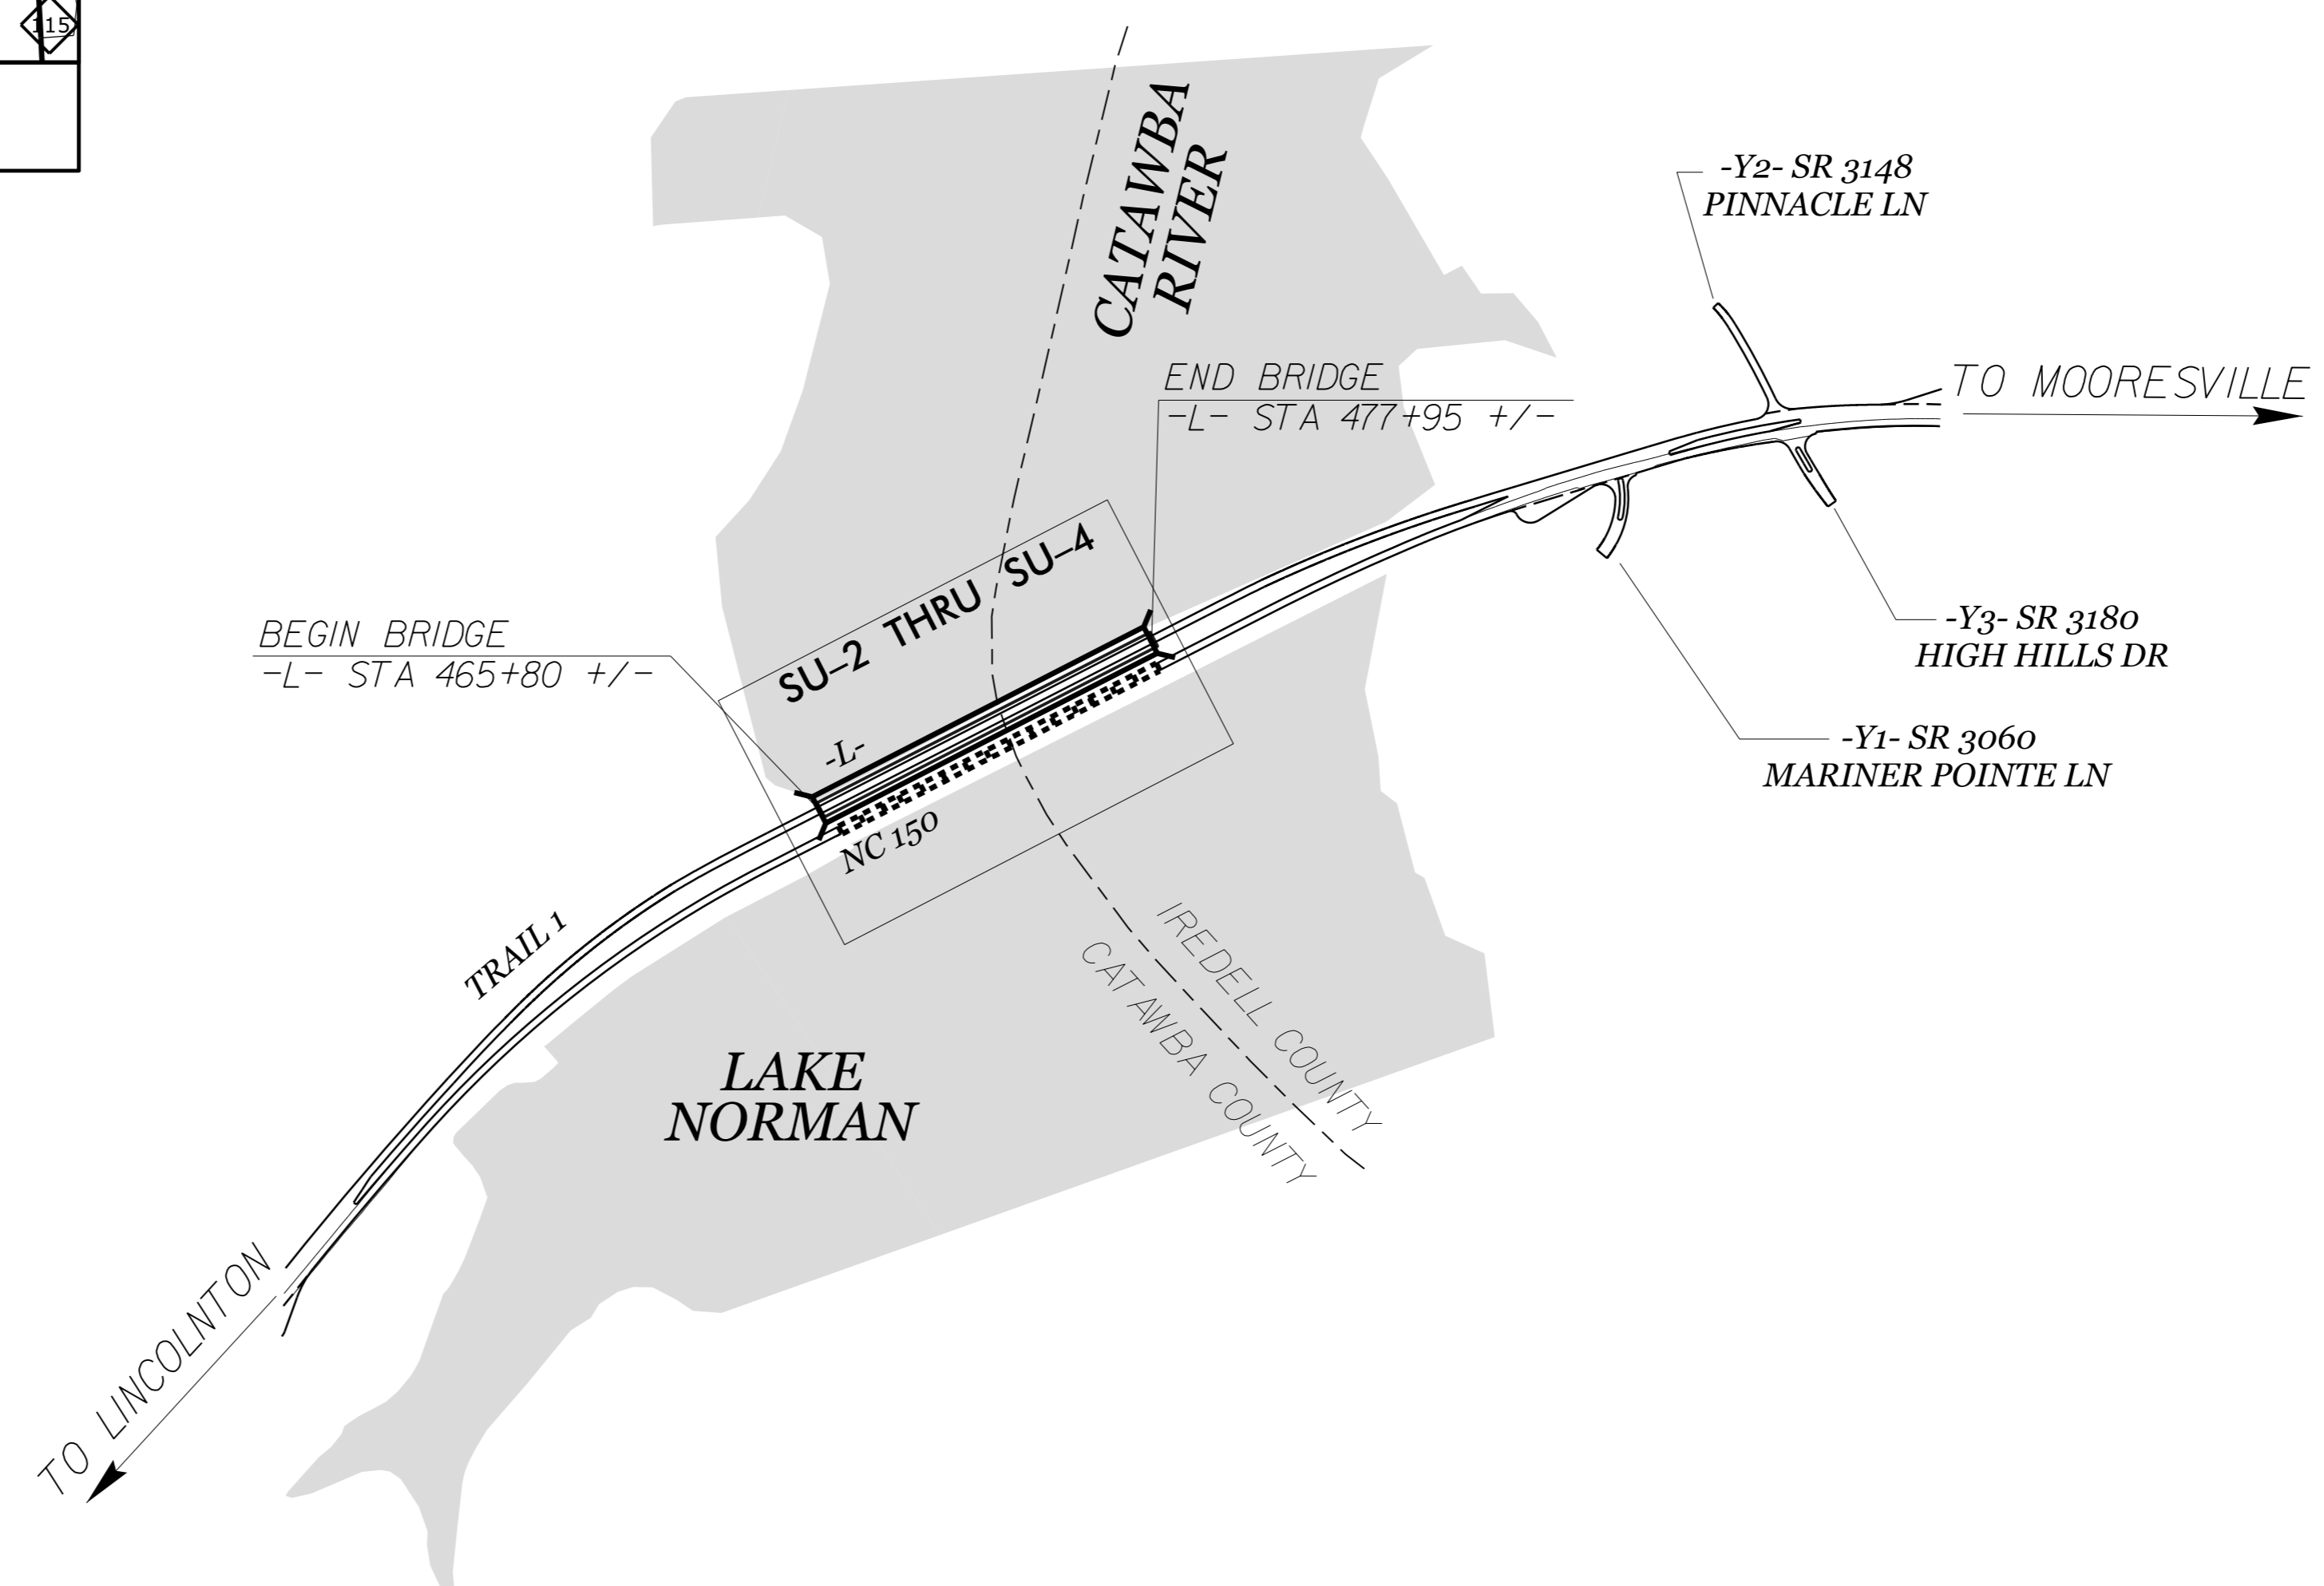 115
CATAWBA
RIVER
-Y2- SR 3148
PINNACLE LN
END BRIDGE
-L- STA 477+95 +/-
TO MOORESVILLE
SU-2 THRU SU-4
BEGIN BRIDGE
-L- STA 465+80 +/-
-L-
NC 150
-Y3- SR 3180
HIGH HILLS DR
-Y1- SR 3060
MARINER POINTE LN
TRAIL 1
IREDELL COUNTY
CATAWBA COUNTY
LAKE
NORMAN
TO LINCOLNTON